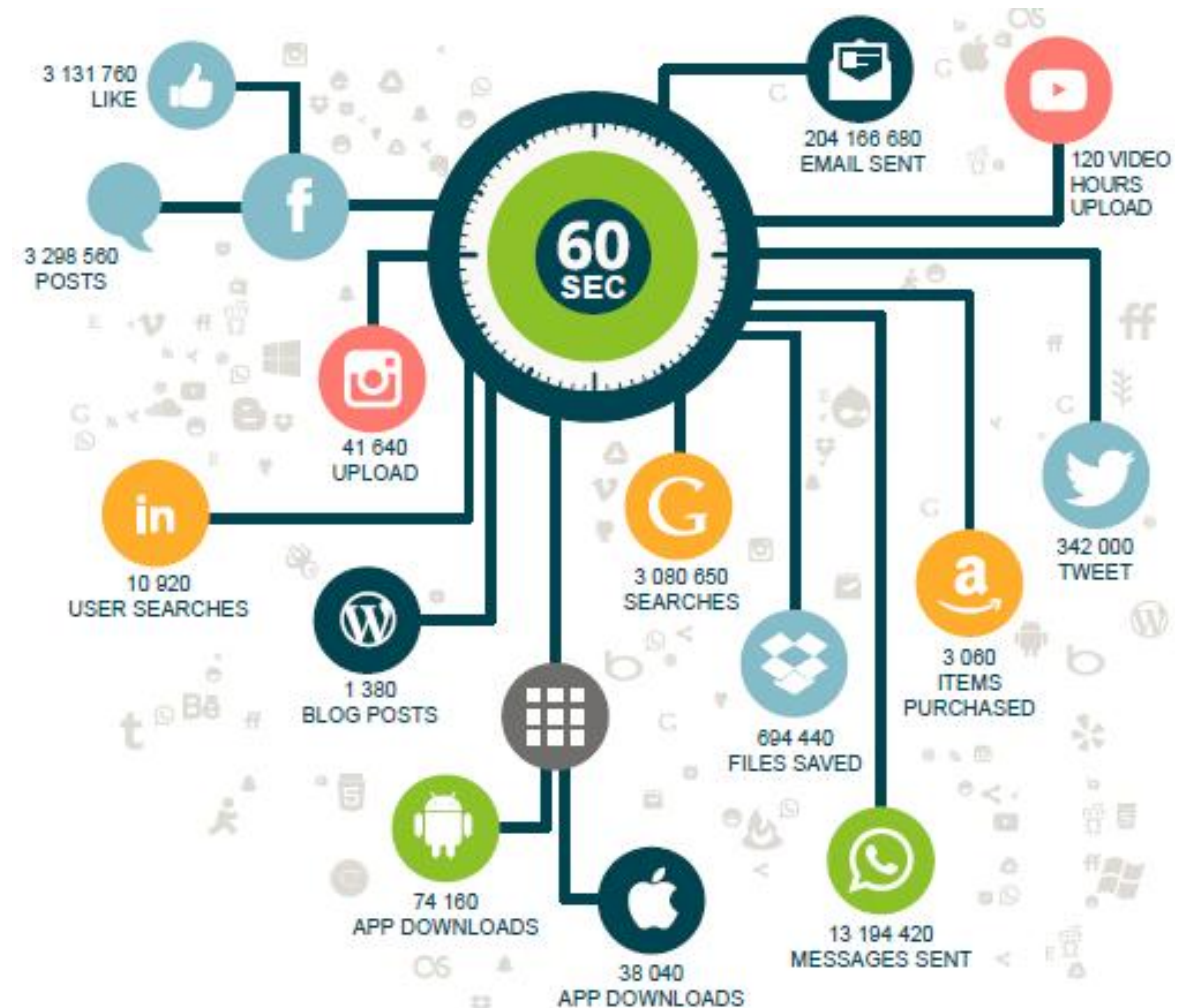 3 131 760
LIKE
3 298 560
POSTS
f
60
SEC
204 166 680
EMAIL SENT
120 VIDEO
HOURS
UPLOAD
41 640
UPLOAD
in
10 920
USER SEARCHES
W
1 380
BLOG POSTS
G
3 080 650
SEARCHES
342 000
TWEET
a
3 060
ITEMS
PURCHASED
694 440
FILES SAVED
74 160
APP DOWNLOADS
38 040
APP DOWNLOADS
13 194 420
MESSAGES SENT